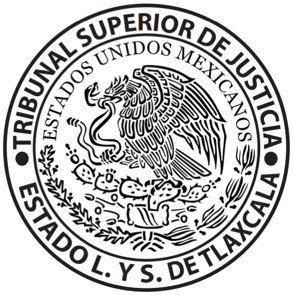 TRIBUNAL SUPERIOR DE JUSTICIA
ESTADOS UNIDOS MEXICANOS
ESTADO L. Y S. DE TLAXCALA